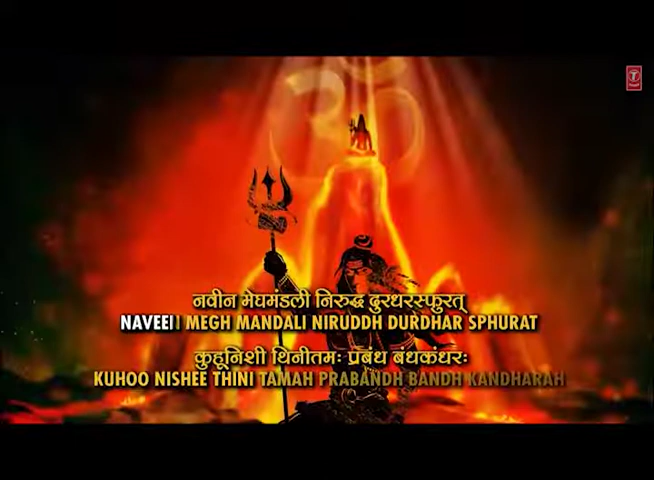 नवीन मेघमंडली निरुद्ध दुरधरस्फुरत्
NAVEEN MEGH MANDALI NIRUDDH DURDHAR SPHURAT
कुहूनिशी थिनीतमः प्रबंध बंधकंधरः
KUHOO NISHEE THINI TAMAH PRABANDH BANDH KANDHARAH